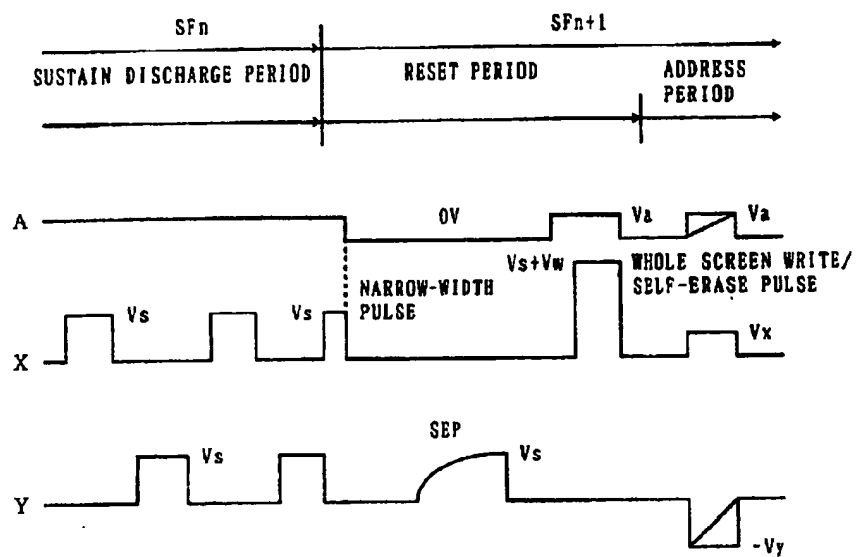 SFn SFn+1
SUSTAIN DISCHARGE PERIOD RESET PERIOD ADDRESS
PERIOD
A 0V Va Va
Vs+Vw WHOLE SCREEN WRITE/
SELF-ERASE PULSE
NARROW-WIDTH
PULSE
X Vs Vs Vx
SEP
Y Vs Vs
-Vy